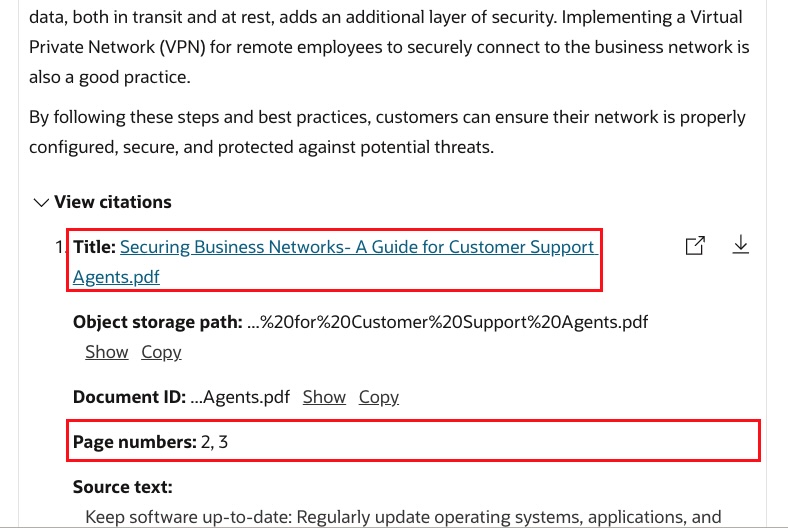 data, both in transit and at rest, adds an additional layer of security. Implementing a Virtual
Private Network (VPN) for remote employees to securely connect to the business network is
also a good practice.
By following these steps and best practices, customers can ensure their network is properly
configured, secure, and protected against potential threats.
View citations
1. Title: Securing Business Networks- A Guide for Customer Support
Agents.pdf
Object storage path: ...%20for%20Customer%20Support%20Agents.pdf
Show Copy
Document ID: ...Agents.pdf Show Copy
Page numbers: 2, 3
Source text:
Keep software up-to-date: Regularly update operating systems, applications, and